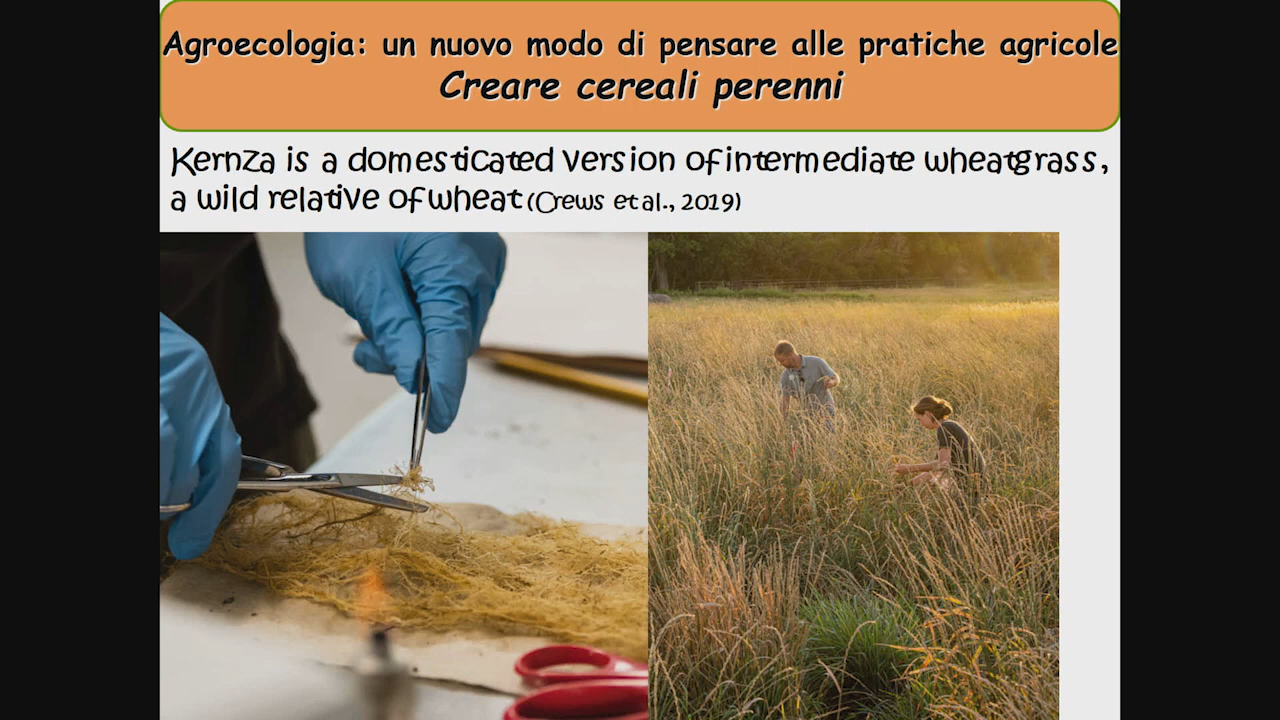 Agroecologia: un nuovo modo di pensare alle pratiche agricole
Creare cereali perenni
Kernza is a domesticated version of intermediate wheatgrass,
a wild relative of wheat (Crews et al., 2019)